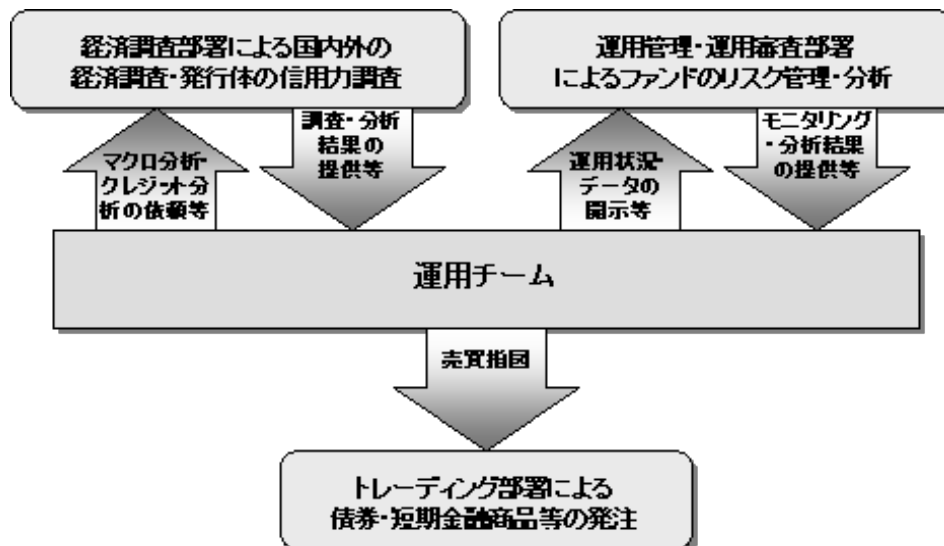 経済調査部署による国内外の
経済調査・発行体の信用力調査
運用管理・運用審査部署
によるファンドのリスク管理・分析
マクロ分析・
クレジット分
析の依頼等
調査・分析
結果の
提供等
運用状況・
データの
開示等
モニタリング
・分析結果
の提供等
運用チーム
売買指図
トレーディング部署による
債券・短期金融商品等の発注